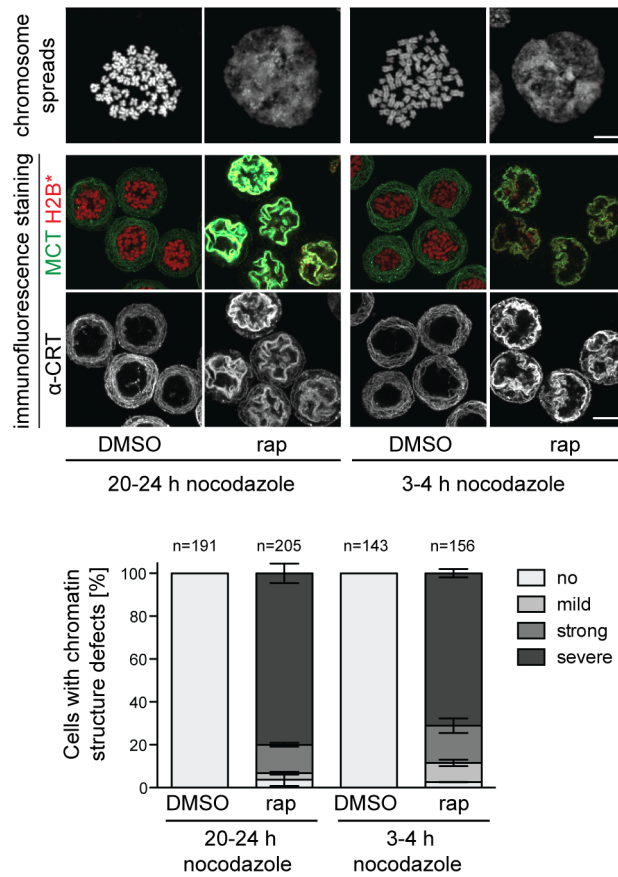 chromosome
spreads
immunofluorescence staining
MCT H2B*
α-CRT
DMSO rap DMSO rap
20-24 h nocodazole 3-4 h nocodazole
n=191 n=205 n=143 n=156
Cells with chromatin
structure defects [%]
100
80
60
40
20
0
no
mild
strong
severe
DMSO rap DMSO rap
20-24 h 3-4 h
nocodazole nocodazole